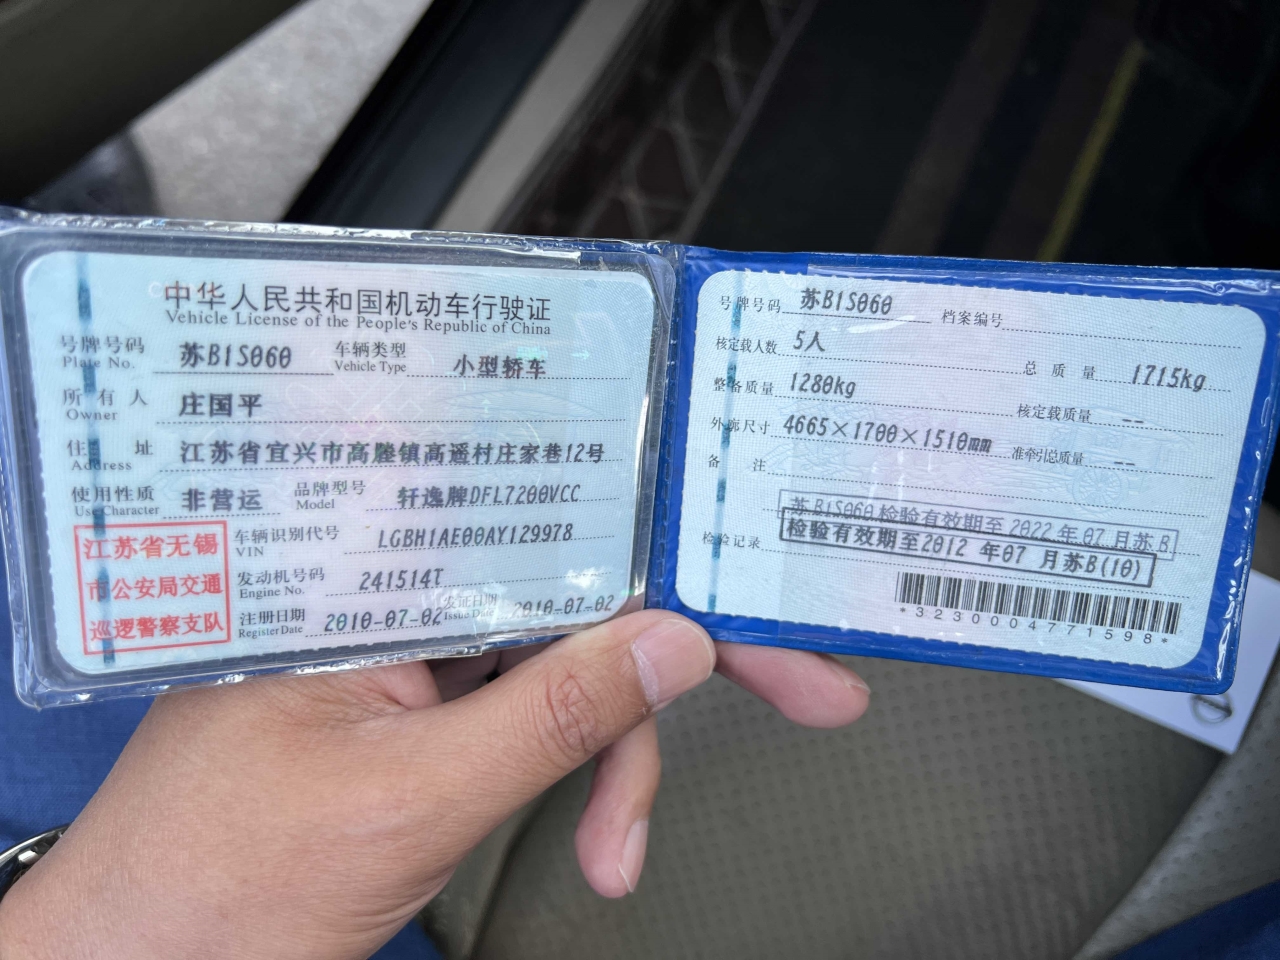 中华人民共和国机动车行驶证
Vehicle License of the People's Republic of China
号牌号码 苏B1S060 车辆类型 小型轿车
Plate No. Vehicle Type
所有人 庄国平
Owner
住址 江苏省宜兴市高塍镇高遥村庄家巷12号
Address
使用性质 非营运 品牌型号 轩逸牌DFL7200VCC
Use Character Model
江苏省无锡
市公安局交通
巡逻警察支队
车辆识别代号 LGBH1AE00AY129978
VIN
发动机号码 241514T
Engine No.
注册日期 2010-07-02 发证日期 2010-07-02
Register Date Issue Date
号牌号码 苏B1S060 档案编号
核定载人数 5人 总质量 1715kg
整备质量 1280kg 核定载质量 --
外廓尺寸 4665×1700×1510mm 准牵引总质量 --
备注
苏B1S060 检验有效期至 2022年07月苏B
检验记录 检验有效期至2012 年07 月苏B(10)
*3230004771598*